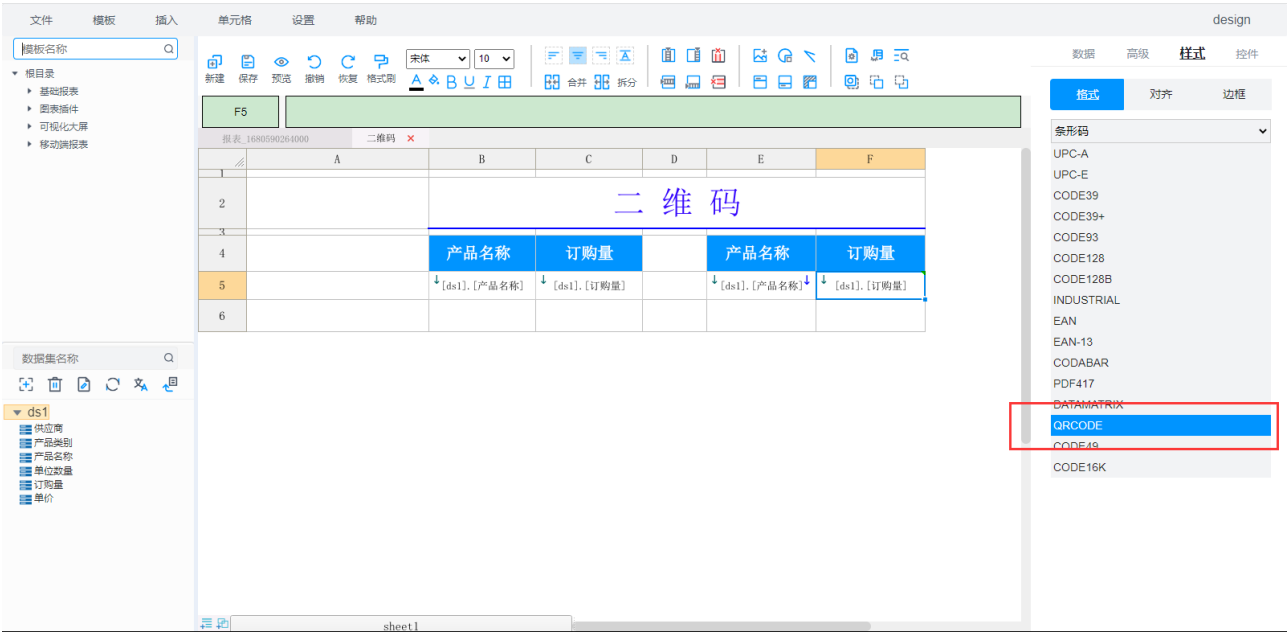 文件 模板 插入 单元格 设置 帮助 design
模板名称
根目录
基础报表
图表插件
可视化大屏
移动端报表
宋体 10
新建 保存 预览 撤销 恢复 格式刷 A B U I 合并 拆分
F5
报表_1680590264000 二维码
A B C D E F
1
2 二 维 码
3
4 产品名称 订购量 产品名称 订购量
5 [ds1].[产品名称] [ds1].[订购量] [ds1].[产品名称] [ds1].[订购量]
6
sheet1
数据集名称
ds1
供应商
产品类别
产品名称
单位数量
订购量
单价
数据 高级 样式 控件
格式 对齐 边框
条形码
UPC-A
UPC-E
CODE39
CODE39+
CODE93
CODE128
CODE128B
INDUSTRIAL
EAN
EAN-13
CODABAR
PDF417
DATAMATRIX
QRCODE
CODE49
CODE16K